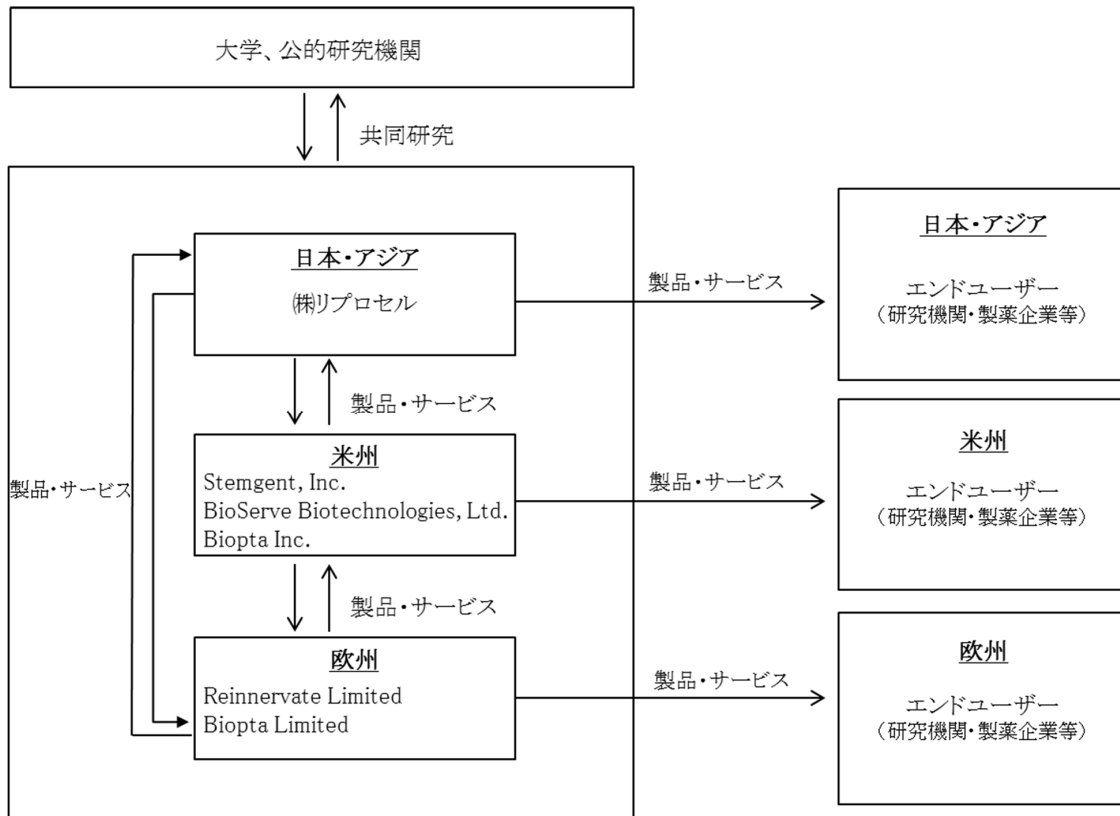 大学、公的研究機関
共同研究
日本・アジア
㈱リプロセル
製品・サービス
日本・アジア
エンドユーザー
（研究機関・製薬企業等）
製品・サービス
米州
Stemgent, Inc.
BioServe Biotechnologies, Ltd.
Biopta Inc.
製品・サービス
米州
エンドユーザー
（研究機関・製薬企業等）
製品・サービス
製品・サービス
欧州
Reinnervate Limited
Biopta Limited
製品・サービス
欧州
エンドユーザー
（研究機関・製薬企業等）